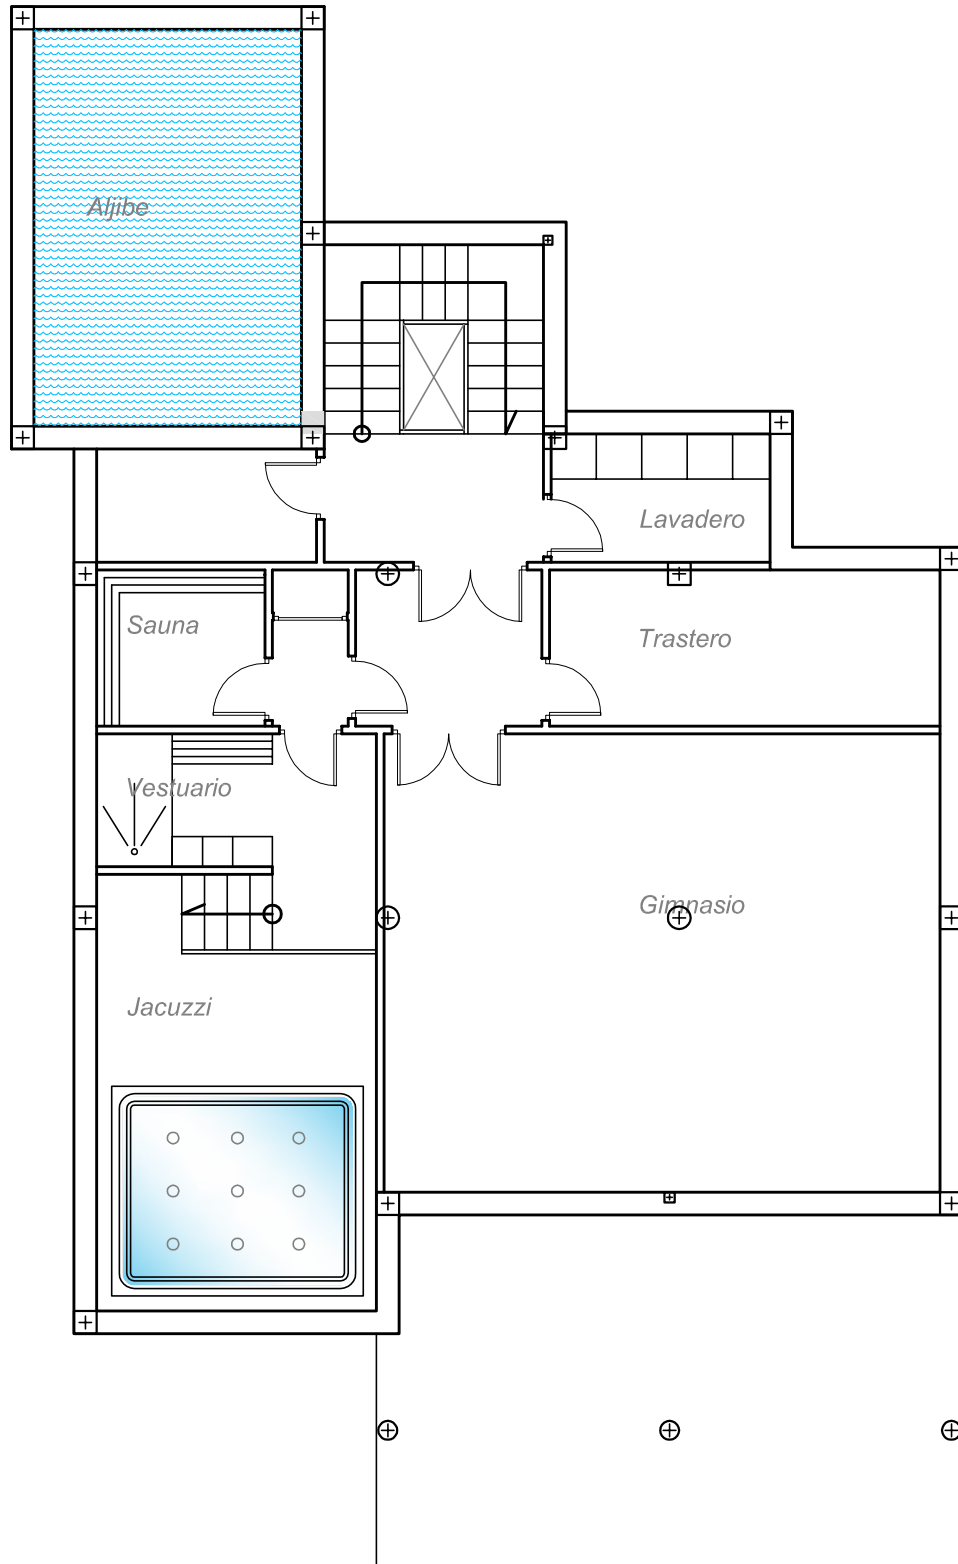 Aljibe
Lavadero
Sauna
Trastero
Vestuario
Gimnasio
Jacuzzi